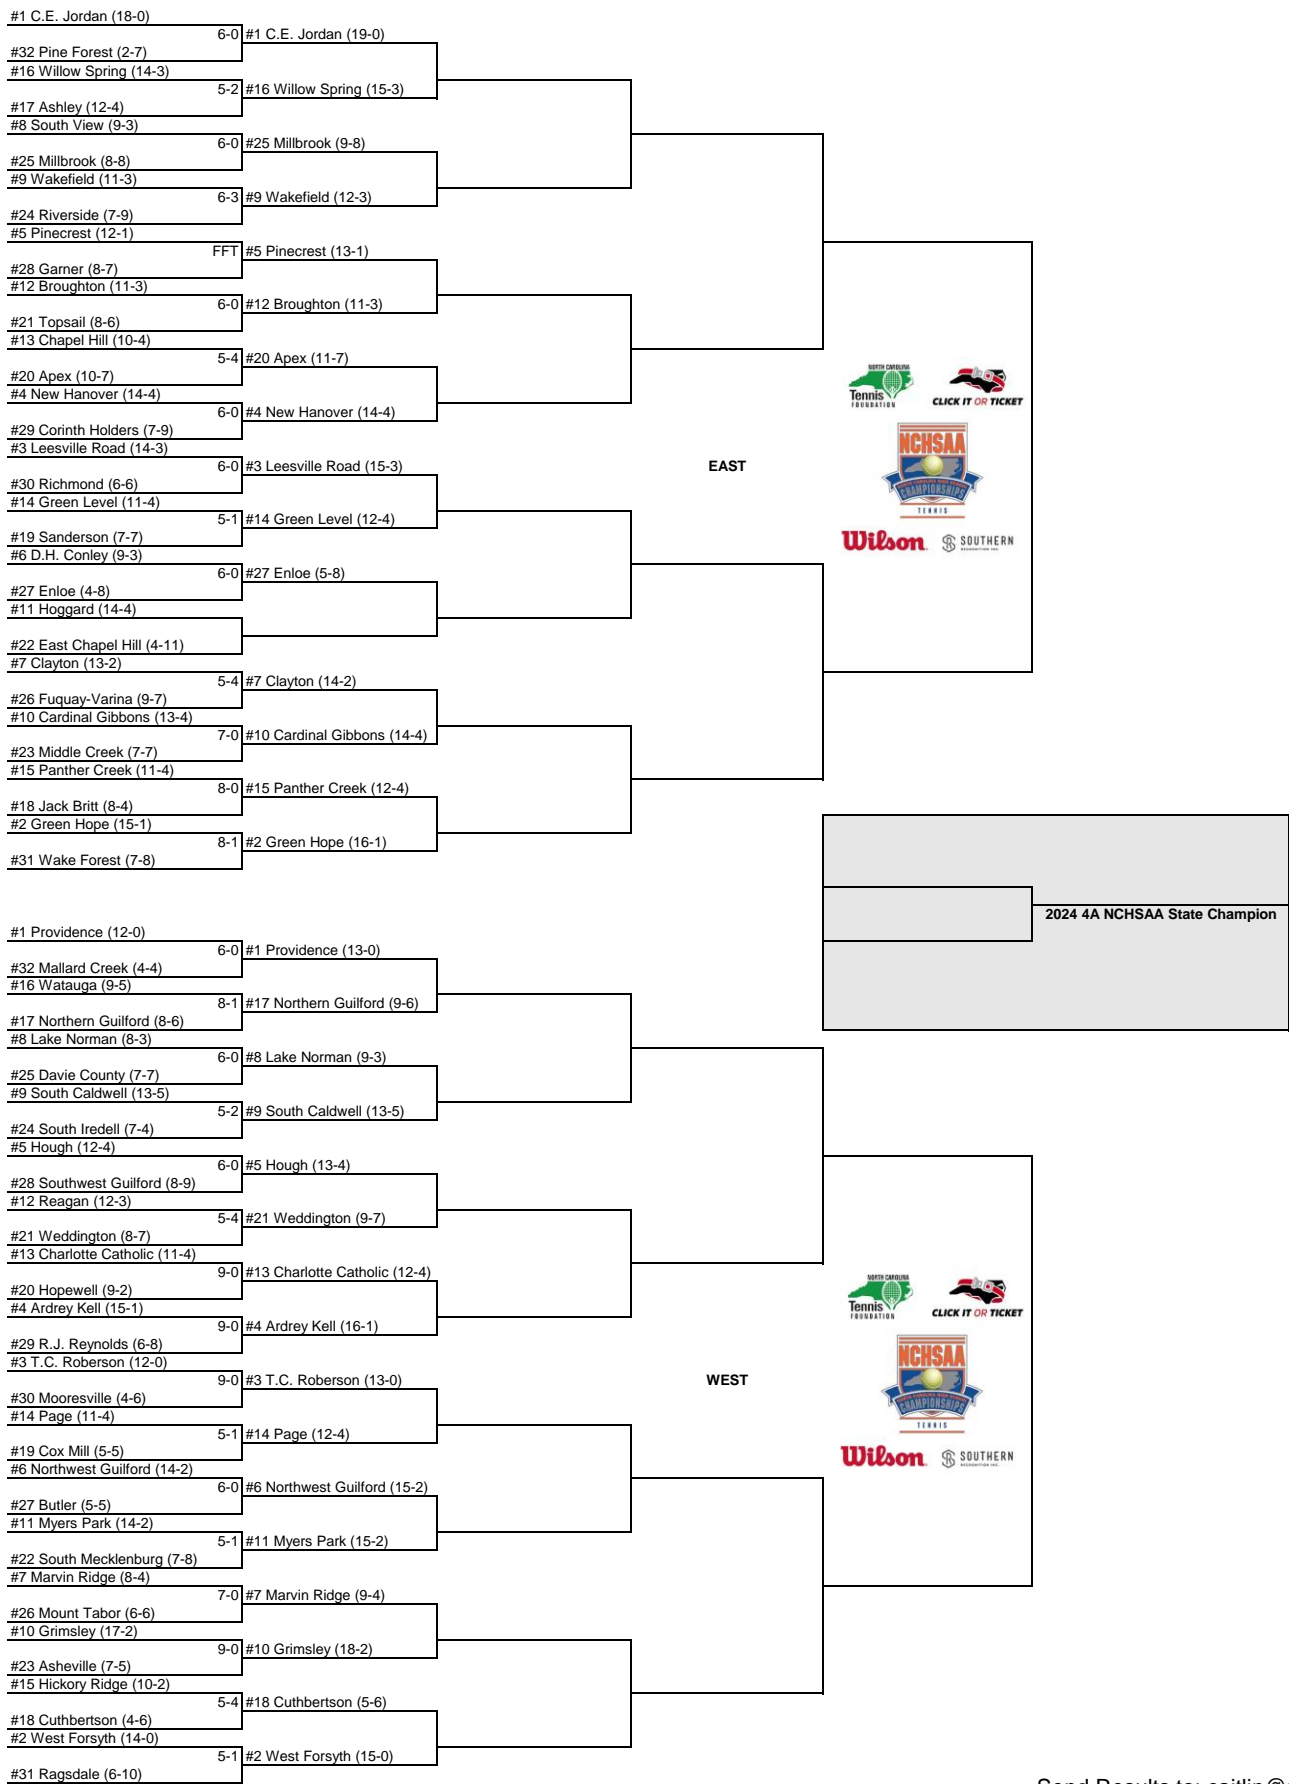 #1 C.E. Jordan (18-0)
6-0 #1 C.E. Jordan (19-0)
#32 Pine Forest (2-7)
#16 Willow Spring (14-3)
5-2 #16 Willow Spring (15-3)
#17 Ashley (12-4)
#8 South View (9-3)
6-0 #25 Millbrook (9-8)
#25 Millbrook (8-8)
#9 Wakefield (11-3)
6-3 #9 Wakefield (12-3)
#24 Riverside (7-9)
#5 Pinecrest (12-1)
FFT #5 Pinecrest (13-1)
#28 Garner (8-7)
#12 Broughton (11-3)
6-0 #12 Broughton (11-3)
#21 Topsail (8-6)
#13 Chapel Hill (10-4)
5-4 #20 Apex (11-7)
#20 Apex (10-7)
#4 New Hanover (14-4)
6-0 #4 New Hanover (14-4)
#29 Corinth Holders (7-9)
#3 Leesville Road (14-3)
6-0 #3 Leesville Road (15-3)
#30 Richmond (6-6)
#14 Green Level (11-4)
5-1 #14 Green Level (12-4)
#19 Sanderson (7-7)
#6 D.H. Conley (9-3)
6-0 #27 Enloe (5-8)
#27 Enloe (4-8)
#11 Hoggard (14-4)
#22 East Chapel Hill (4-11)
#7 Clayton (13-2)
5-4 #7 Clayton (14-2)
#26 Fuquay-Varina (9-7)
#10 Cardinal Gibbons (13-4)
7-0 #10 Cardinal Gibbons (14-4)
#23 Middle Creek (7-7)
#15 Panther Creek (11-4)
8-0 #15 Panther Creek (12-4)
#18 Jack Britt (8-4)
#2 Green Hope (15-1)
8-1 #2 Green Hope (16-1)
#31 Wake Forest (7-8)
EAST
NORTH CAROLINA
Tennis
FOUNDATION
CLICK IT OR TICKET
NCHSAA
CHAMPIONSHIPS
TENNIS
Wilson
SOUTHERN
2024 4A NCHSAA State Champion
#1 Providence (12-0)
6-0 #1 Providence (13-0)
#32 Mallard Creek (4-4)
#16 Watauga (9-5)
8-1 #17 Northern Guilford (9-6)
#17 Northern Guilford (8-6)
#8 Lake Norman (8-3)
6-0 #8 Lake Norman (9-3)
#25 Davie County (7-7)
#9 South Caldwell (13-5)
5-2 #9 South Caldwell (13-5)
#24 South Iredell (7-4)
#5 Hough (12-4)
6-0 #5 Hough (13-4)
#28 Southwest Guilford (8-9)
#12 Reagan (12-3)
5-4 #21 Weddington (9-7)
#21 Weddington (8-7)
#13 Charlotte Catholic (11-4)
9-0 #13 Charlotte Catholic (12-4)
#20 Hopewell (9-2)
#4 Ardrey Kell (15-1)
9-0 #4 Ardrey Kell (16-1)
#29 R.J. Reynolds (6-8)
#3 T.C. Roberson (12-0)
9-0 #3 T.C. Roberson (13-0)
#30 Mooresville (4-6)
#14 Page (11-4)
5-1 #14 Page (12-4)
#19 Cox Mill (5-5)
#6 Northwest Guilford (14-2)
6-0 #6 Northwest Guilford (15-2)
#27 Butler (5-5)
#11 Myers Park (14-2)
5-1 #11 Myers Park (15-2)
#22 South Mecklenburg (7-8)
#7 Marvin Ridge (8-4)
7-0 #7 Marvin Ridge (9-4)
#26 Mount Tabor (6-6)
#10 Grimsley (17-2)
9-0 #10 Grimsley (18-2)
#23 Asheville (7-5)
#15 Hickory Ridge (10-2)
5-4 #18 Cuthbertson (5-6)
#18 Cuthbertson (4-6)
#2 West Forsyth (14-0)
5-1 #2 West Forsyth (15-0)
#31 Ragsdale (6-10)
WEST
NORTH CAROLINA
Tennis
FOUNDATION
CLICK IT OR TICKET
NCHSAA
CHAMPIONSHIPS
TENNIS
Wilson
SOUTHERN